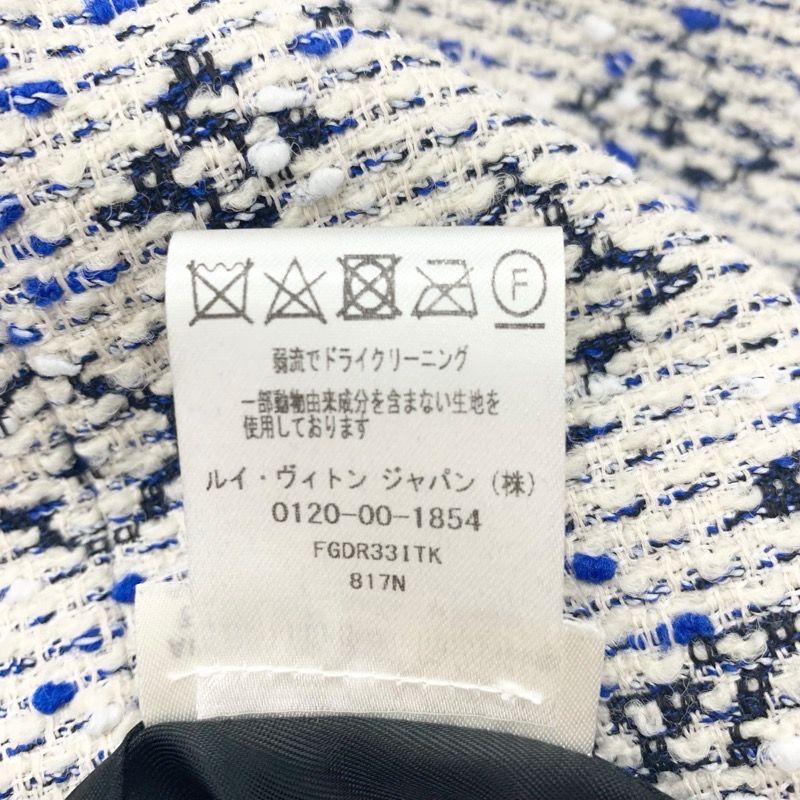 F
弱流でドライクリーニング
一部動物由来成分を含まない生地を
使用しております
ルイ・ヴィトン ジャパン (株)
0120-00-1854
FGDR33ITK
817N